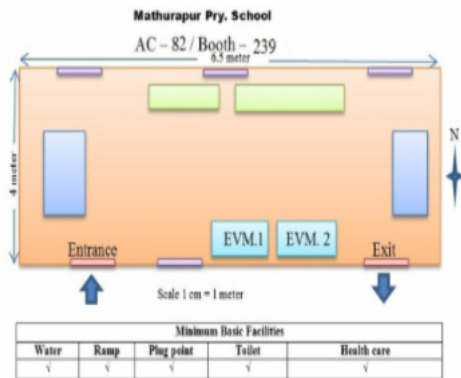 Mathurapur Pry. School
AC – 82 / Booth – 239
6.5 meter
4 meter
N
EVM.1 EVM. 2
Entrance Exit
Scale 1 cm = 1 meter
Minimum Basic Facilities
Water Ramp Plug point Toilet Health care
√ √ √ √ √